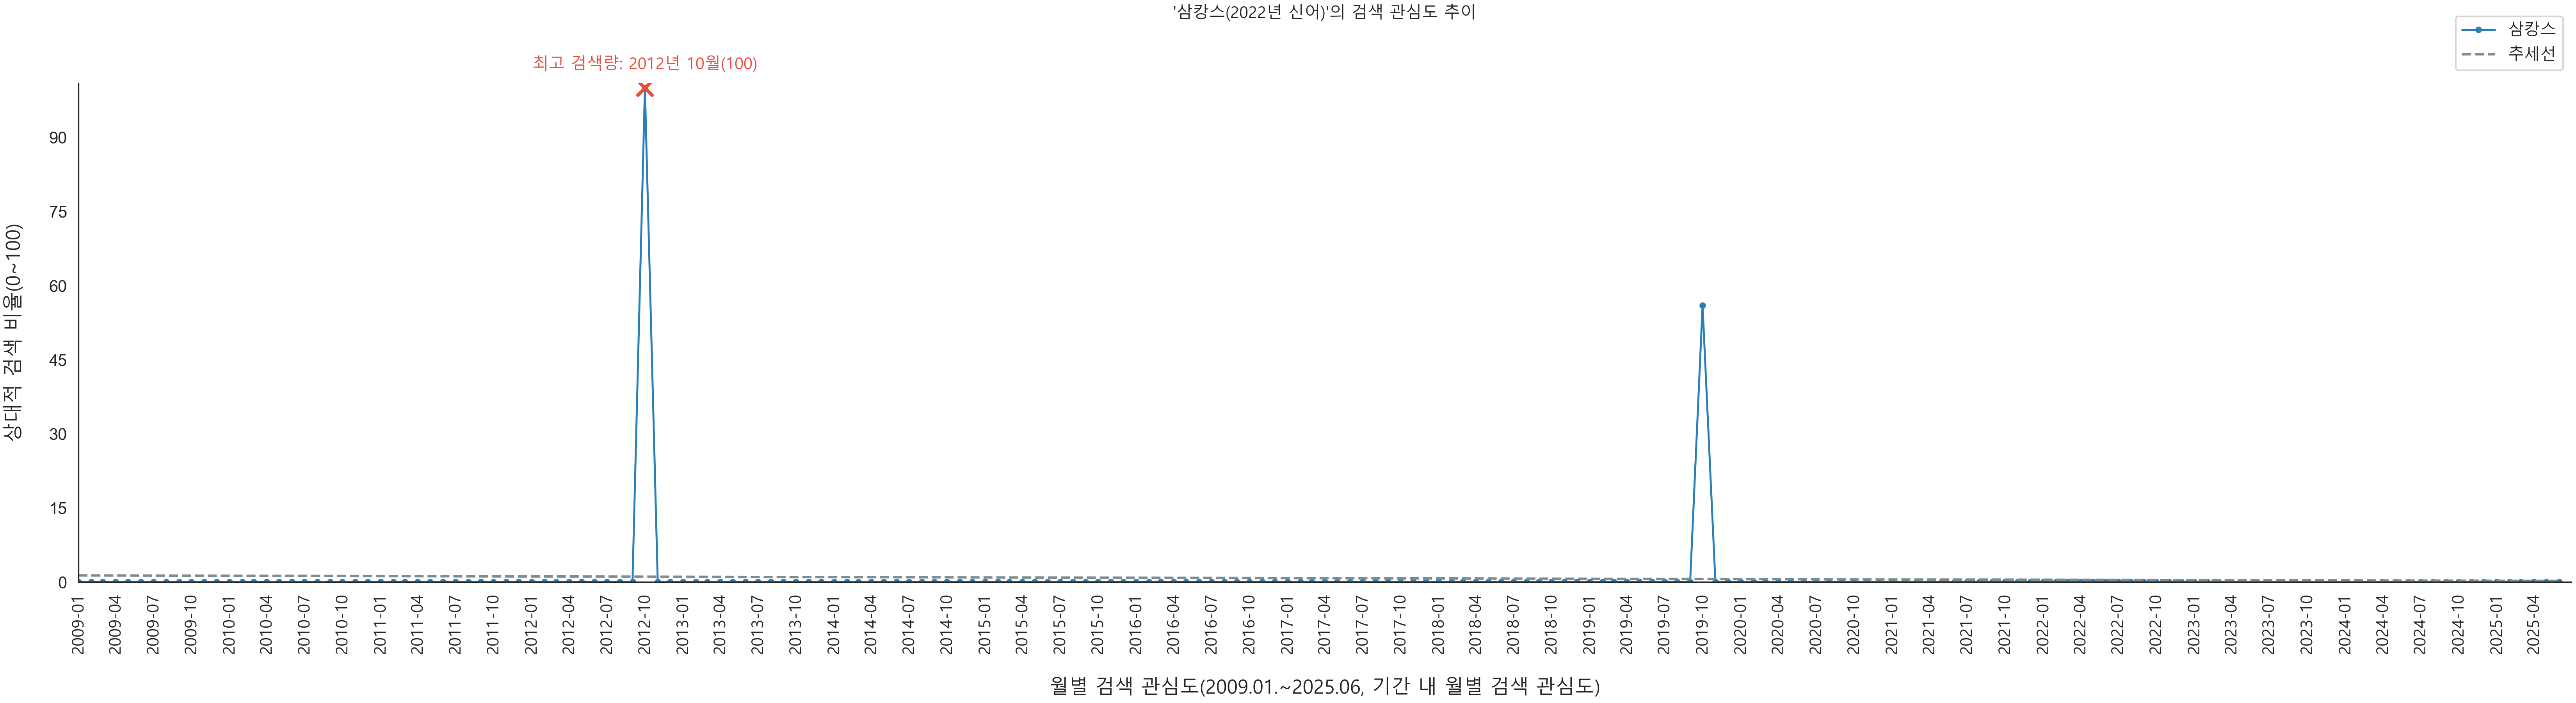 '삼캉스(2022년 신어)'의 검색 관심도 추이
삼캉스
추세선
최고 검색량: 2012년 10월(100)
상대적 검색 비율(0~100)
90
75
60
45
30
15
0
2009-01 2009-04 2009-07 2009-10 2010-01 2010-04 2010-07 2010-10 2011-01 2011-04 2011-07 2011-10 2012-01 2012-04 2012-07 2012-10 2013-01 2013-04 2013-07 2013-10 2014-01 2014-04 2014-07 2014-10 2015-01 2015-04 2015-07 2015-10 2016-01 2016-04 2016-07 2016-10 2017-01 2017-04 2017-07 2017-10 2018-01 2018-04 2018-07 2018-10 2019-01 2019-04 2019-07 2019-10 2020-01 2020-04 2020-07 2020-10 2021-01 2021-04 2021-07 2021-10 2022-01 2022-04 2022-07 2022-10 2023-01 2023-04 2023-07 2023-10 2024-01 2024-04 2024-07 2024-10 2025-01 2025-04
월별 검색 관심도(2009.01.~2025.06, 기간 내 월별 검색 관심도)